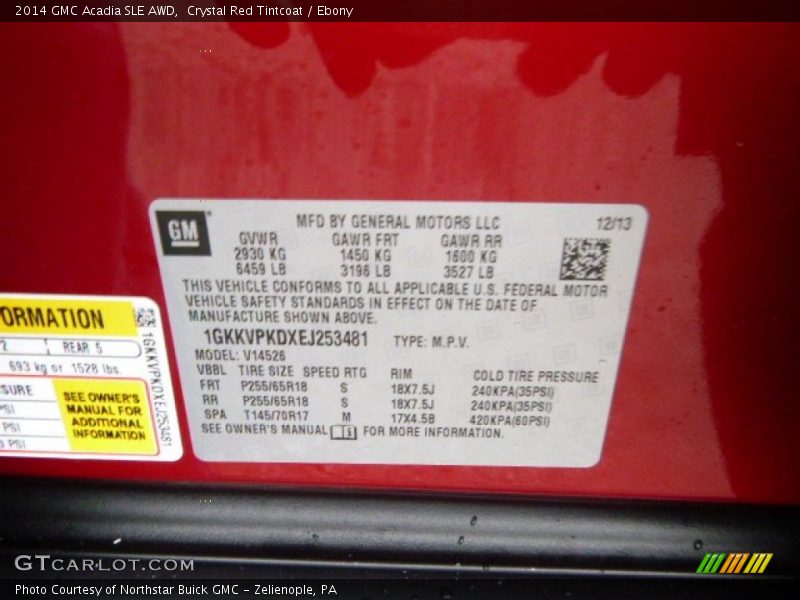 2014 GMC Acadia SLE AWD, Crystal Red Tintcoat / Ebony
GM
MFD BY GENERAL MOTORS LLC 12/13
GVWR GAWR FRT GAWR RR
2930 KG 1450 KG 1600 KG
6459 LB 3196 LB 3527 LB
THIS VEHICLE CONFORMS TO ALL APPLICABLE U.S. FEDERAL MOTOR
VEHICLE SAFETY STANDARDS IN EFFECT ON THE DATE OF
MANUFACTURE SHOWN ABOVE.
1GKKVPKDXEJ253481 TYPE: M.P.V.
MODEL: V14526
VBBL TIRE SIZE SPEED RTG RIM COLD TIRE PRESSURE
FRT P255/65R18 S 18X7.5J 240KPA(35PSI)
RR P255/65R18 S 18X7.5J 240KPA(35PSI)
SPA T145/70R17 M 17X4.5B 420KPA(60PSI)
SEE OWNER'S MANUAL FOR MORE INFORMATION.
ORMATION
2 REAR 5
693 kg or 1528 lbs.
SURE
PSI
PSI
PSI
SEE OWNER'S
MANUAL FOR
ADDITIONAL
INFORMATION
1GKKVPKDXEJ253481
GTCARLOT.COM
Photo Courtesy of Northstar Buick GMC - Zelienople, PA